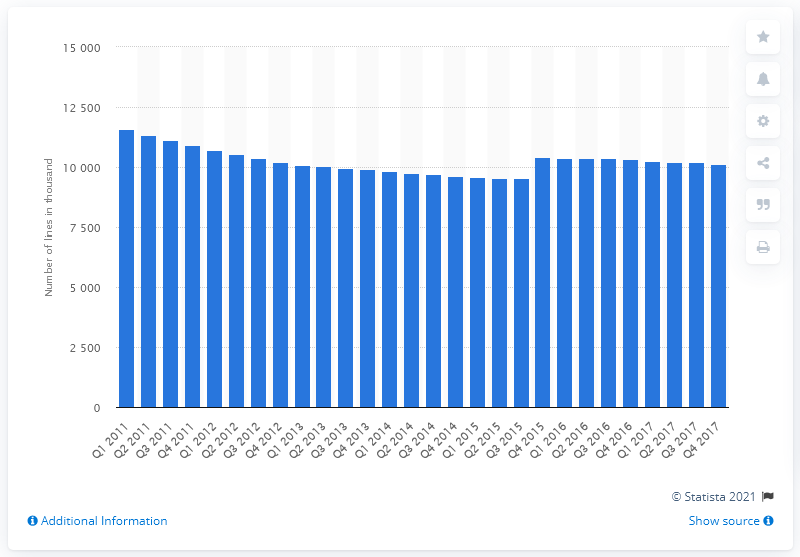 15 000
12 500
10 000
7 500
5 000
2 500
0
Number of lines in thousand
Q1 2011
Q2 2011
Q3 2011
Q4 2011
Q1 2012
Q2 2012
Q3 2012
Q4 2012
Q1 2013
Q2 2013
Q3 2013
Q4 2013
Q1 2014
Q2 2014
Q3 2014
Q4 2014
Q1 2015
Q2 2015
Q3 2015
Q4 2015
Q1 2016
Q2 2016
Q3 2016
Q4 2016
Q1 2017
Q2 2017
Q3 2017
Q4 2017
© Statista 2021
Additional Information
Show source